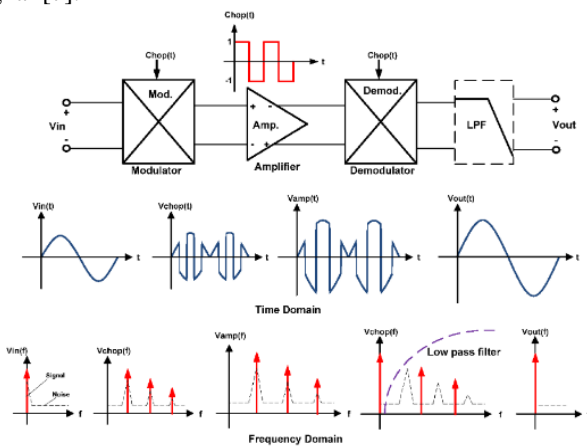 Chop(t)
1
-1
t
Chop(t)
Chop(t)
Mod.
Demod.
Vin
+
-
+ -
Amp.
- +
LPF
+
Vout
-
Modulator
Amplifier
Demodulator
Vin(t)
t
Vchop(t)
t
Vamp(t)
t
Vout(t)
t
Time Domain
Vin(f)
Signal
Noise
f
Vchop(f)
f
Vamp(f)
f
Vchop(f)
Low pass filter
f
Vout(f)
f
Frequency Domain